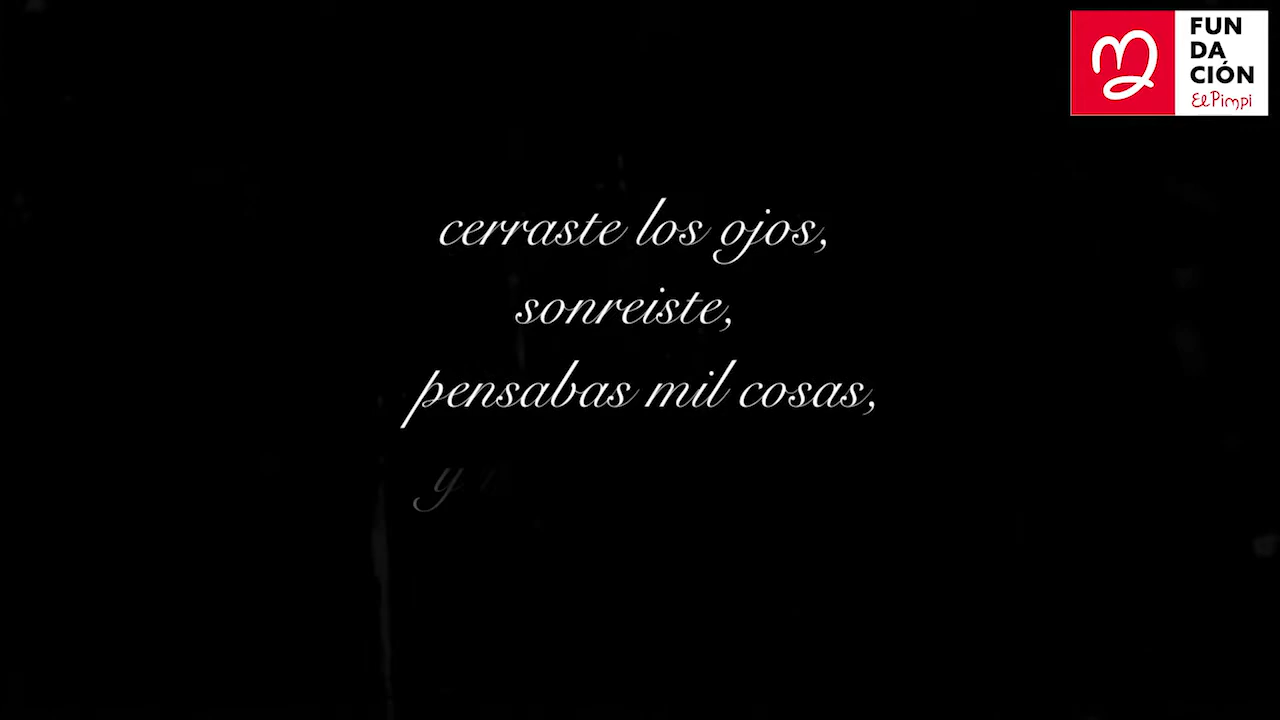 FUN
DA
CIÓN
El Pimpi
cerraste los ojos,
sonreiste,
pensabas mil cosas,
y